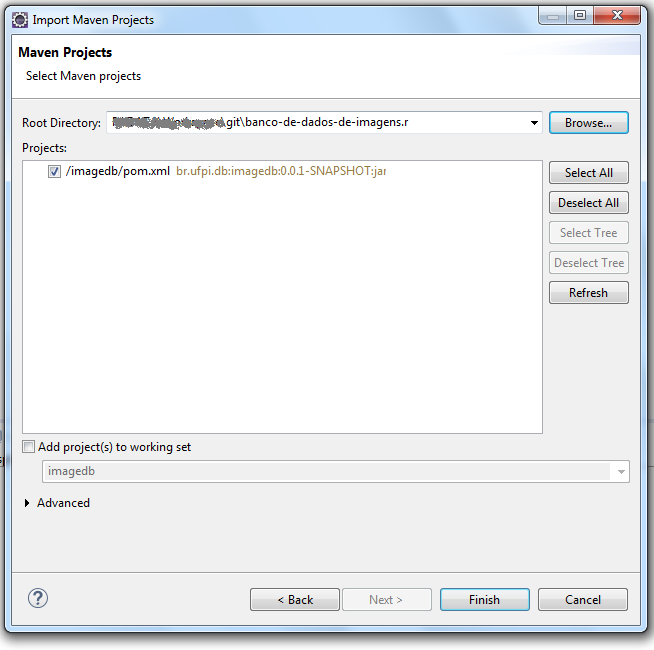 Import Maven Projects
Maven Projects
Select Maven projects
Root Directory: .git\banco-de-dados-de-imagens.r
Browse...
Projects:
/imagedb/pom.xml br.ufpi.db:imagedb:0.0.1-SNAPSHOT:jar
Select All
Deselect All
Select Tree
Deselect Tree
Refresh
Add project(s) to working set
imagedb
Advanced
? < Back Next > Finish Cancel